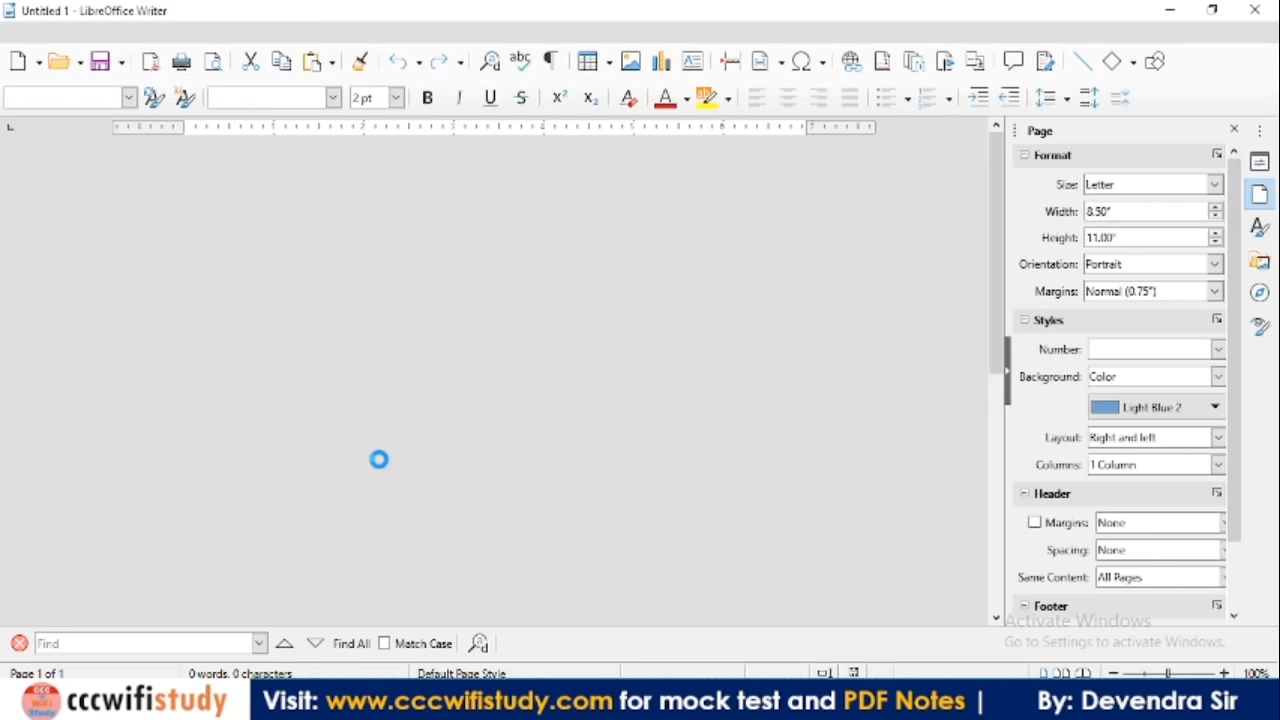 Untitled 1 - LibreOffice Writer
2 pt
Page
Format
Size: Letter
Width: 8.50"
Height: 11.00"
Orientation: Portrait
Margins: Normal (0.75")
Styles
Number:
Background: Color
Light Blue 2
Layout: Right and left
Columns: 1 Column
Header
Margins: None
Spacing: None
Same Content: All Pages
Footer
Activate Windows
Go to Settings to activate Windows.
Find
Find All
Match Case
Page 1 of 1
0 words, 0 characters
Default Page Style
100%
cccwifistudy
Visit: www.cccwifistudy.com for mock test and PDF Notes | By: Devendra Sir